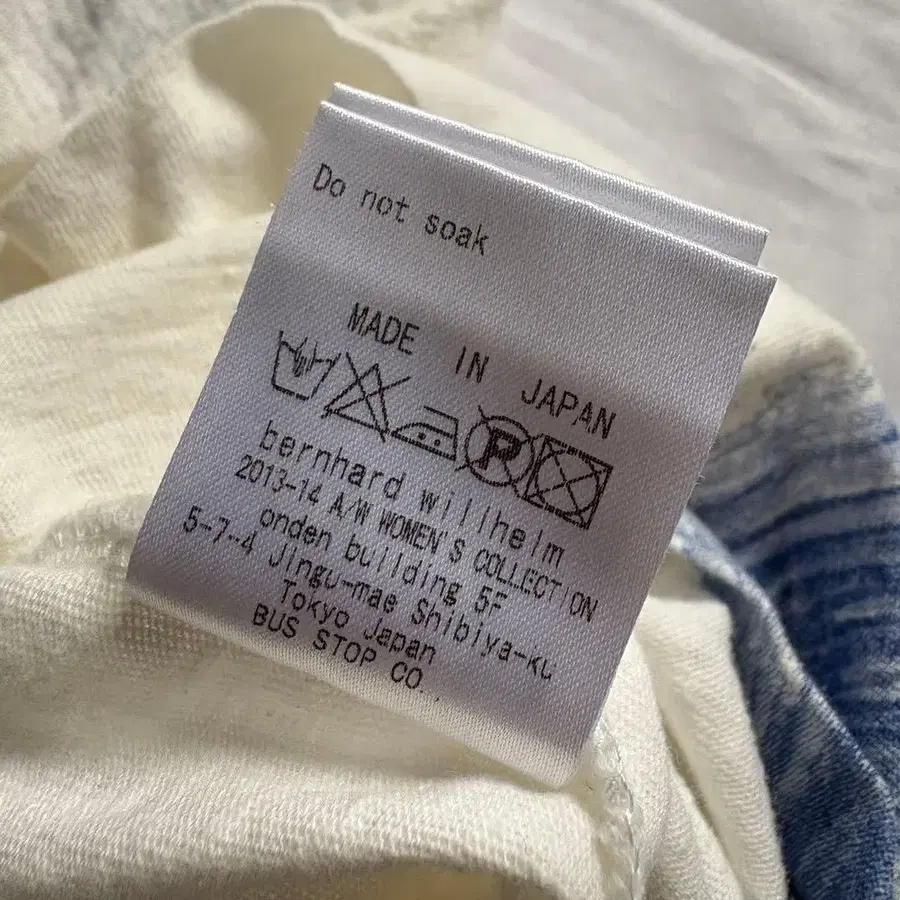 Do not soak
MADE IN JAPAN
P
bernhard willhelm
2013-14 A/W WOMEN'S COLLECTION
onden building 5F
5-7-4 Jingu-mae Shibiya-ku
Tokyo Japan
BUS STOP CO.,